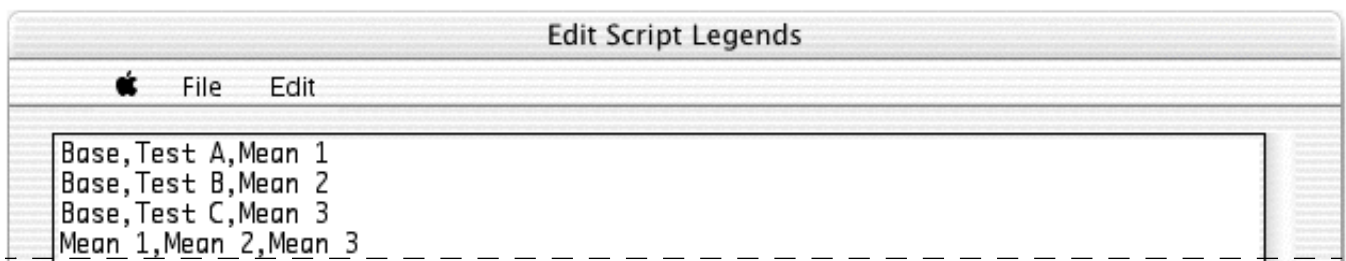 Edit Script Legends
File Edit
Base,Test A,Mean 1
Base,Test B,Mean 2
Base,Test C,Mean 3
Mean 1,Mean 2,Mean 3